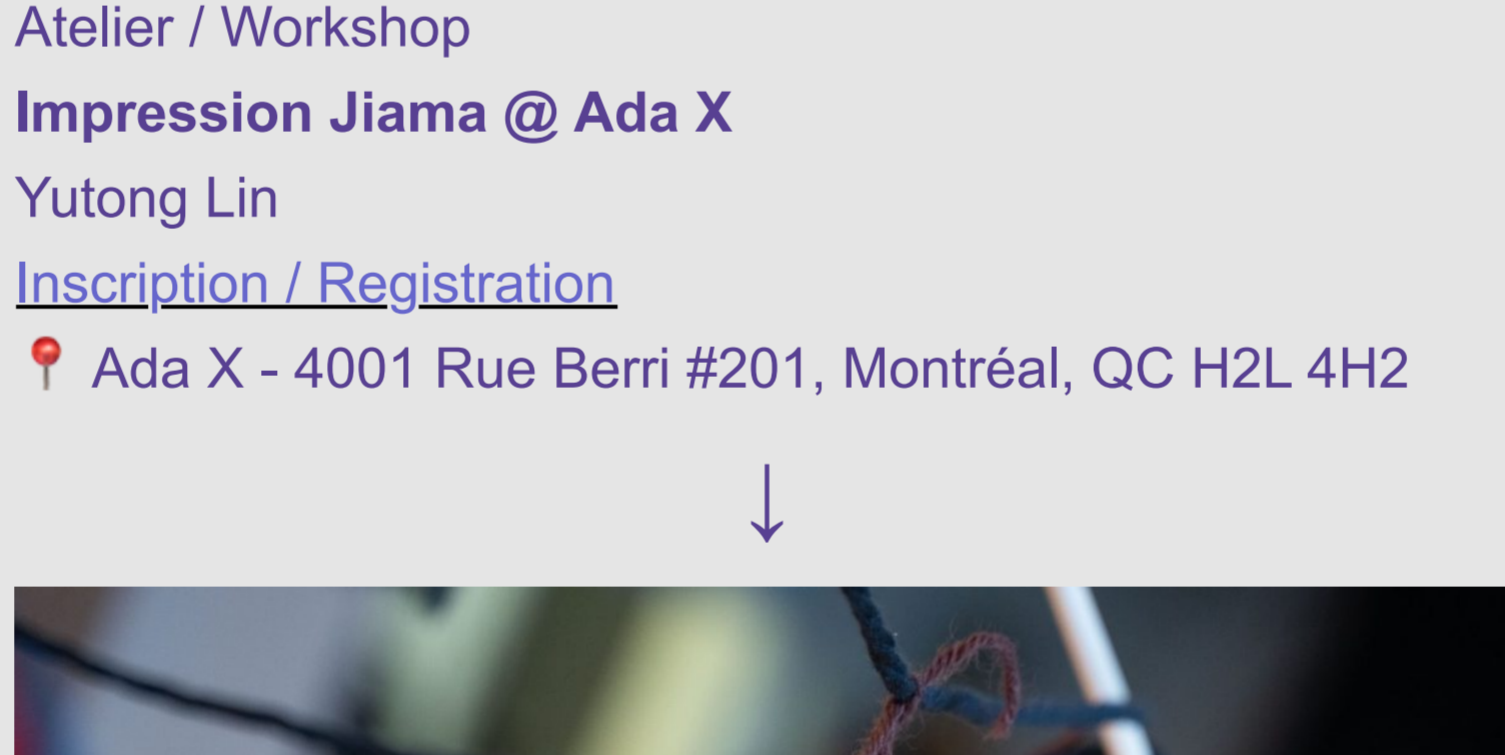 Atelier / Workshop
Impression Jiama @ Ada X
Yutong Lin
Inscription / Registration
📍 Ada X - 4001 Rue Berri #201, Montréal, QC H2L 4H2
↓